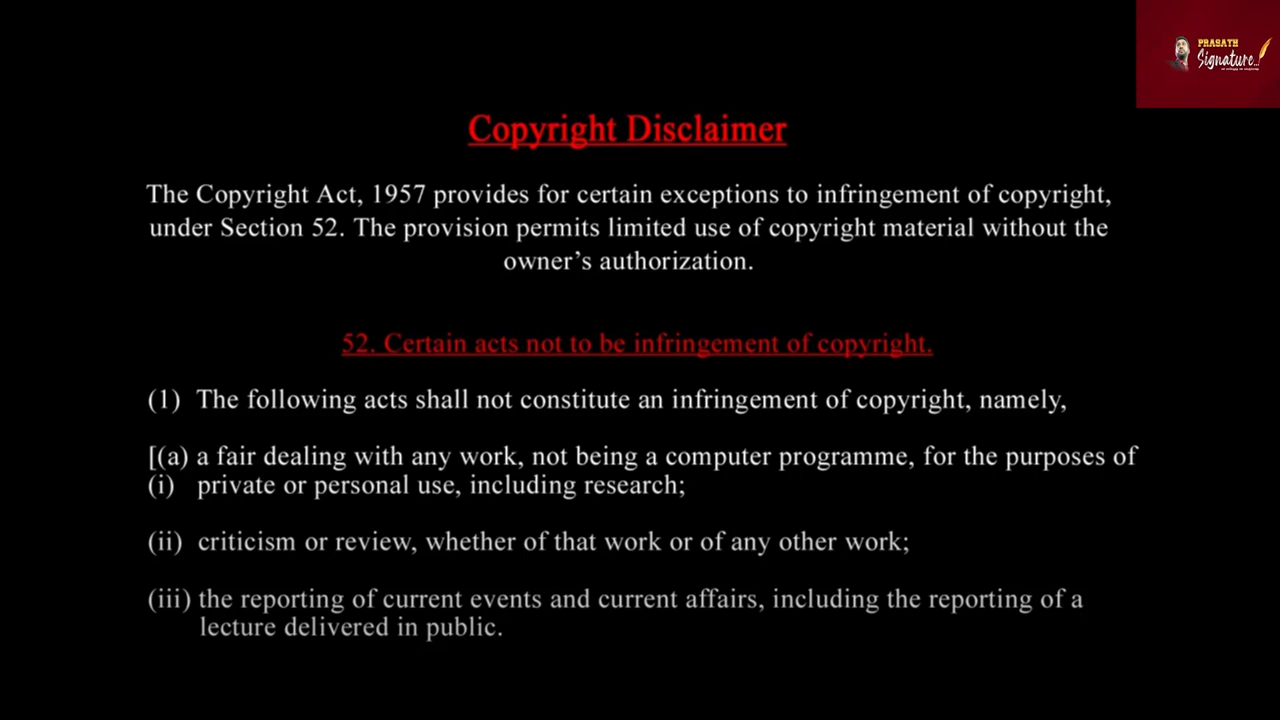 PRASATH
Signature...
Copyright Disclaimer
The Copyright Act, 1957 provides for certain exceptions to infringement of copyright,
under Section 52. The provision permits limited use of copyright material without the
owner’s authorization.
52. Certain acts not to be infringement of copyright.
(1) The following acts shall not constitute an infringement of copyright, namely,
[(a) a fair dealing with any work, not being a computer programme, for the purposes of
(i) private or personal use, including research;
(ii) criticism or review, whether of that work or of any other work;
(iii) the reporting of current events and current affairs, including the reporting of a
lecture delivered in public.